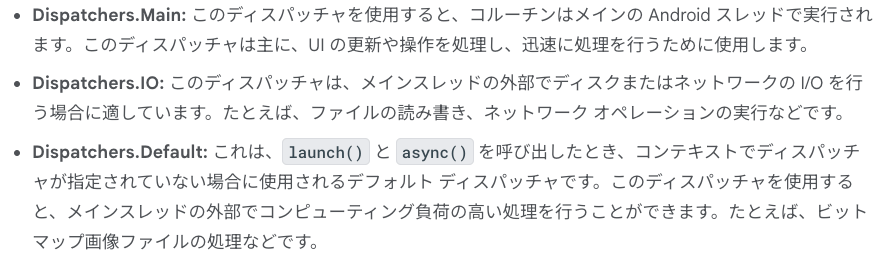 • Dispatchers.Main: このディスパッチャを使用すると、コルーチンはメインの Android スレッドで実行され
ます。このディスパッチャは主に、UI の更新や操作を処理し、迅速に処理を行うために使用します。
• Dispatchers.IO: このディスパッチャは、メインスレッドの外部でディスクまたはネットワークの I/O を行
う場合に適しています。たとえば、ファイルの読み書き、ネットワーク オペレーションの実行などです。
• Dispatchers.Default: これは、launch() と async() を呼び出したとき、コンテキストでディスパッチ
ャが指定されていない場合に使用されるデフォルト ディスパッチャです。このディスパッチャを使用する
と、メインスレッドの外部でコンピューティング負荷の高い処理を行うことができます。たとえば、ビット
マップ画像ファイルの処理などです。